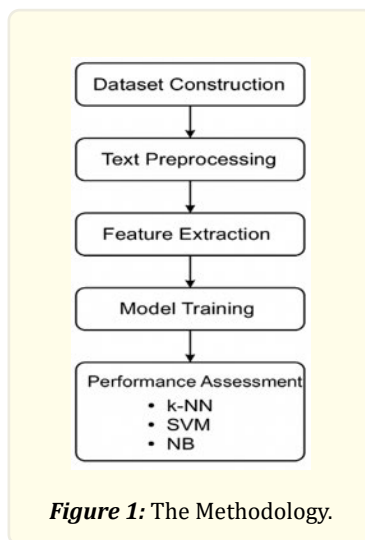 Dataset Construction
Text Preprocessing
Feature Extraction
Model Training
Performance Assessment
• k-NN
• SVM
• NB
Figure 1: The Methodology.